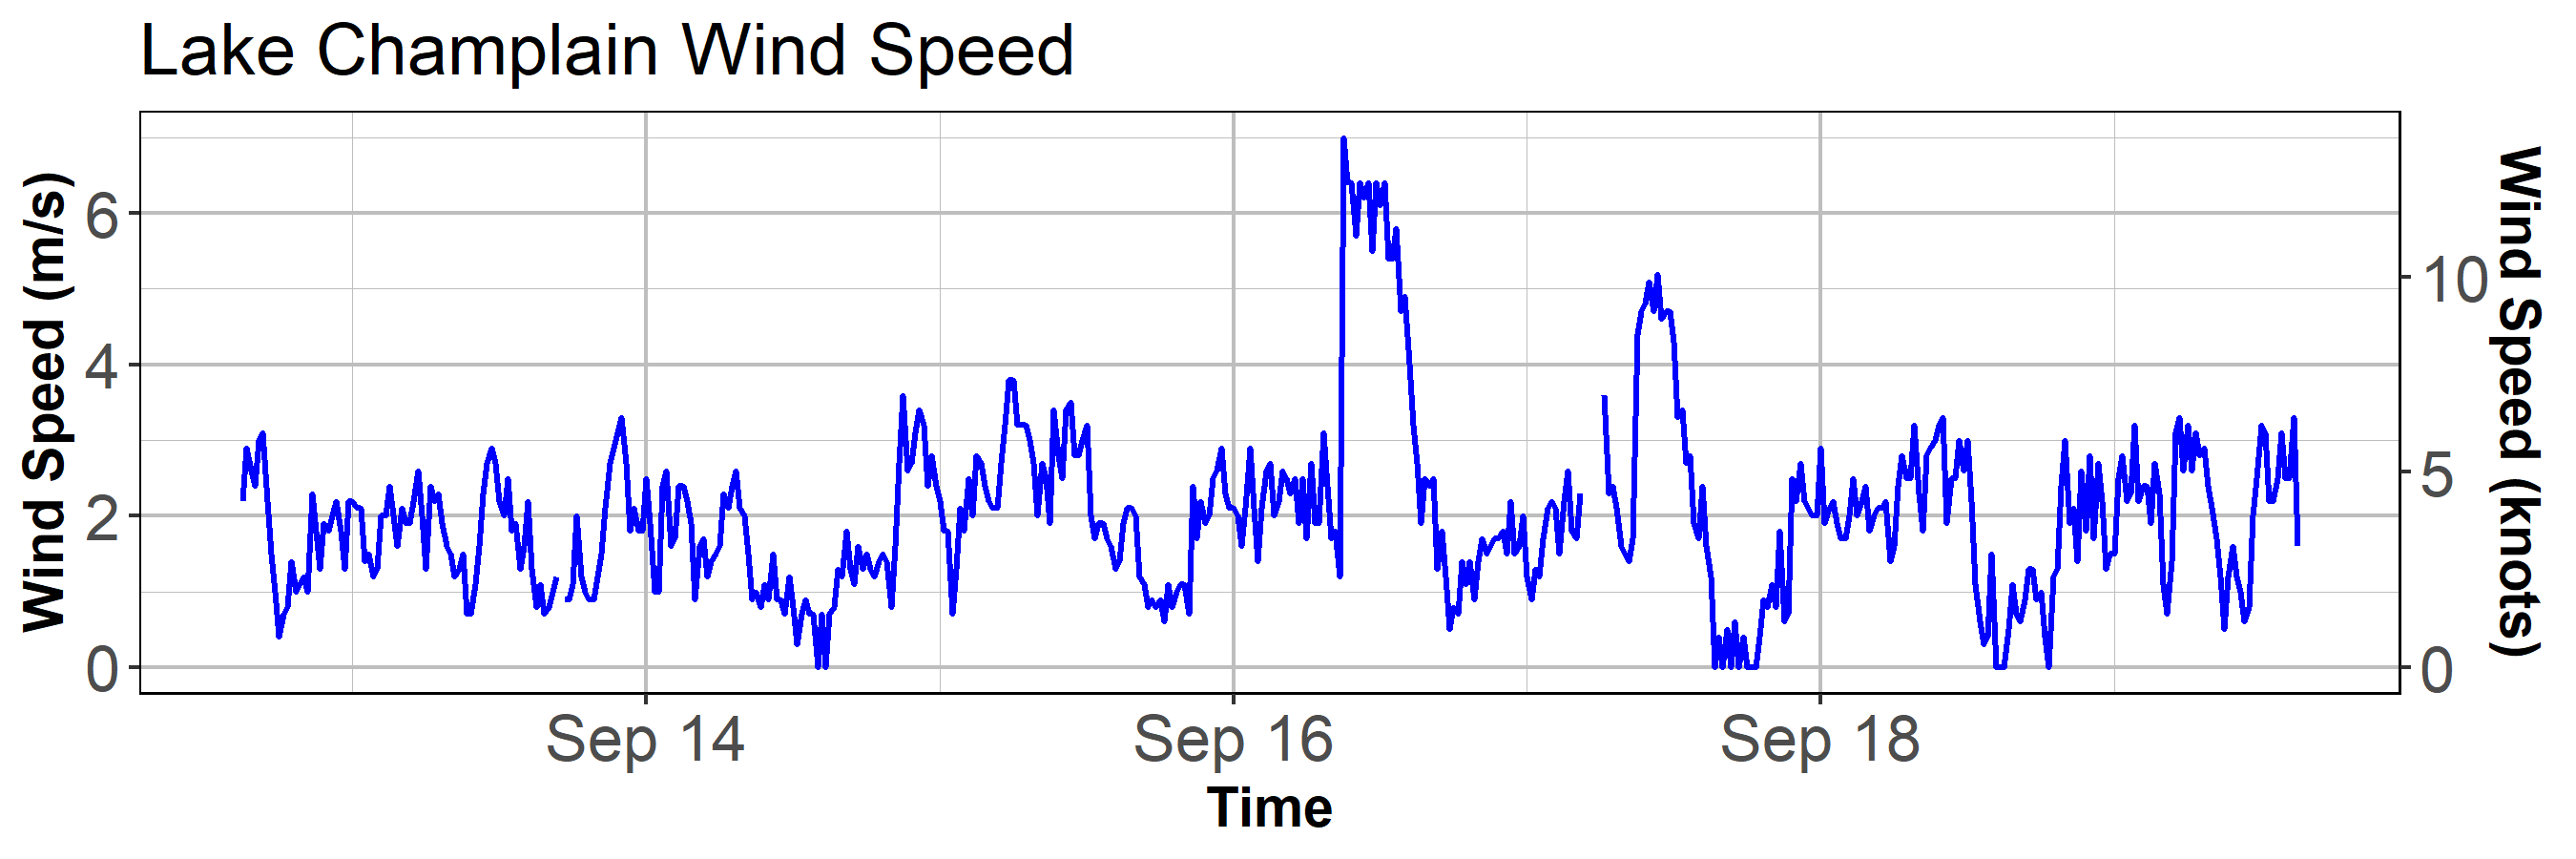 Lake Champlain Wind Speed
Wind Speed (m/s)
6
4
2
0
Wind Speed (knots)
10
5
0
Sep 14
Sep 16
Sep 18
Time